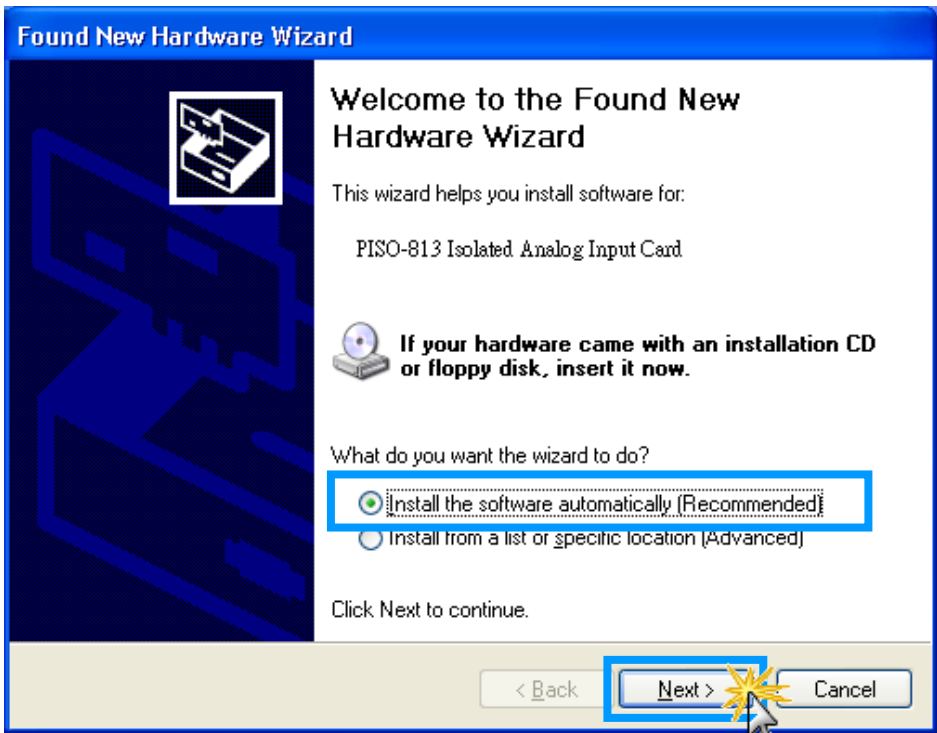 Found New Hardware Wizard
Welcome to the Found New
Hardware Wizard
This wizard helps you install software for:
PISO-813 Isolated Analog Input Card
If your hardware came with an installation CD
or floppy disk, insert it now.
What do you want the wizard to do?
Install the software automatically (Recommended)
Install from a list or specific location (Advanced)
Click Next to continue.
< Back Next > Cancel